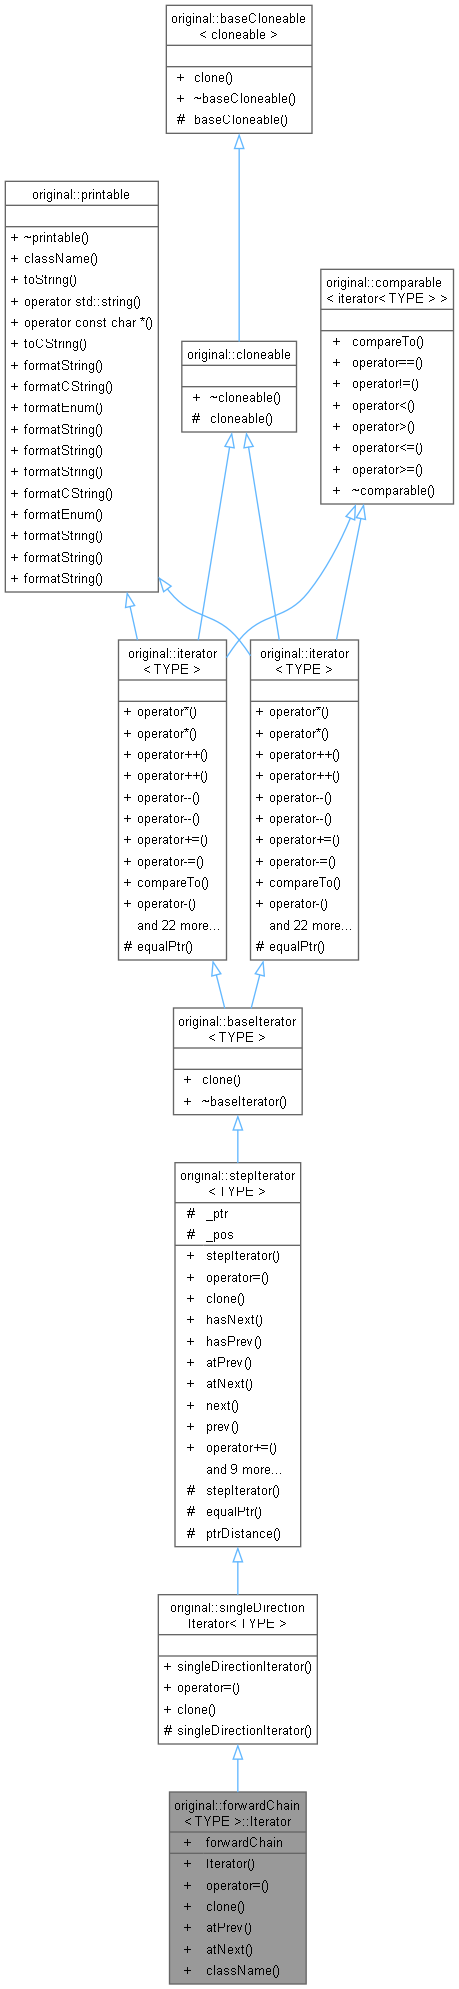 original::baseCloneable
< cloneable >
+ clone()
+ ~baseCloneable()
# baseCloneable()
original::printable
+ ~printable()
+ className()
+ toString()
+ operator std::string()
+ operator const char *()
+ toCString()
+ formatString()
+ formatCString()
+ formatEnum()
+ formatString()
+ formatString()
+ formatString()
+ formatCString()
+ formatEnum()
+ formatString()
+ formatString()
+ formatString()
original::cloneable
+ ~cloneable()
# cloneable()
original::comparable
< iterator< TYPE > >
+ compareTo()
+ operator==()
+ operator!=()
+ operator<()
+ operator>()
+ operator<=()
+ operator>=()
+ ~comparable()
original::iterator
< TYPE >
+ operator*()
+ operator*()
+ operator++()
+ operator++()
+ operator--()
+ operator--()
+ operator+=()
+ operator-=()
+ compareTo()
+ operator-()
and 22 more...
# equalPtr()
original::iterator
< TYPE >
+ operator*()
+ operator*()
+ operator++()
+ operator++()
+ operator--()
+ operator--()
+ operator+=()
+ operator-=()
+ compareTo()
+ operator-()
and 22 more...
# equalPtr()
original::baseIterator
< TYPE >
+ clone()
+ ~baseIterator()
original::stepIterator
< TYPE >
# _ptr
# _pos
+ stepIterator()
+ operator=()
+ clone()
+ hasNext()
+ hasPrev()
+ atPrev()
+ atNext()
+ next()
+ prev()
+ operator+=()
and 9 more...
# stepIterator()
# equalPtr()
# ptrDistance()
original::singleDirection
Iterator< TYPE >
+ singleDirectionIterator()
+ operator=()
+ clone()
# singleDirectionIterator()
original::forwardChain
< TYPE >::Iterator
+ forwardChain
+ Iterator()
+ operator=()
+ clone()
+ atPrev()
+ atNext()
+ className()